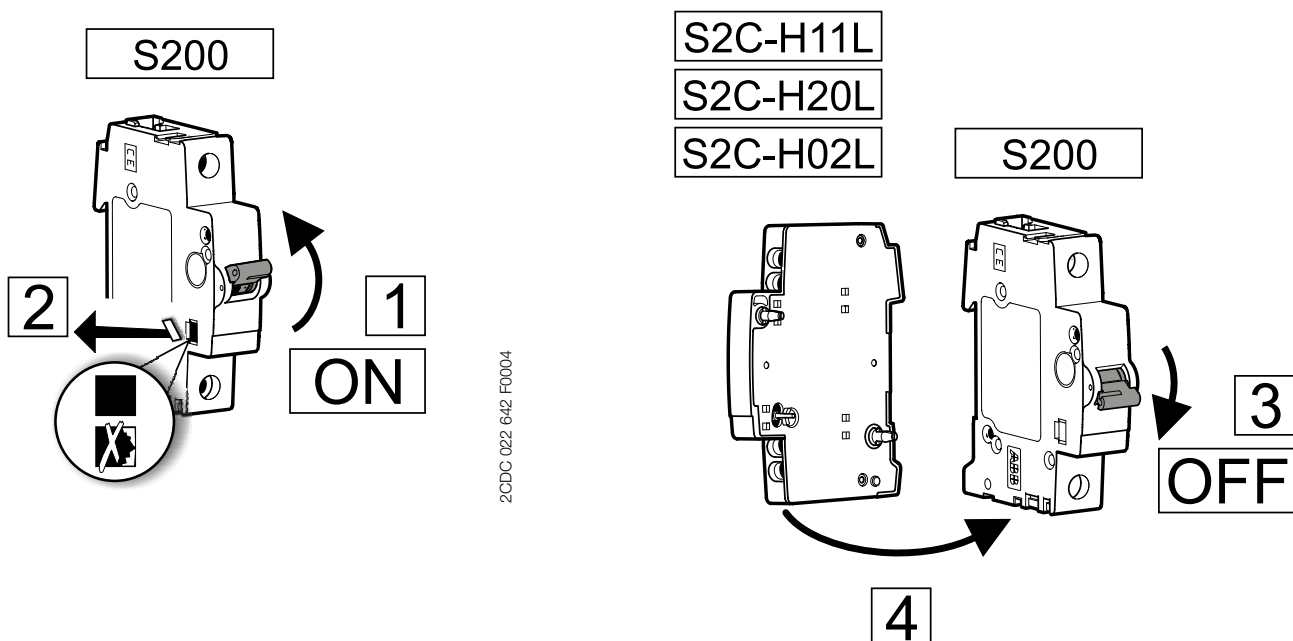 S200
2
1
ON
CE
2CDC 022 642 F0004
S2C-H11L
S2C-H20L
S2C-H02L
S200
CE
ABB
3
OFF
4